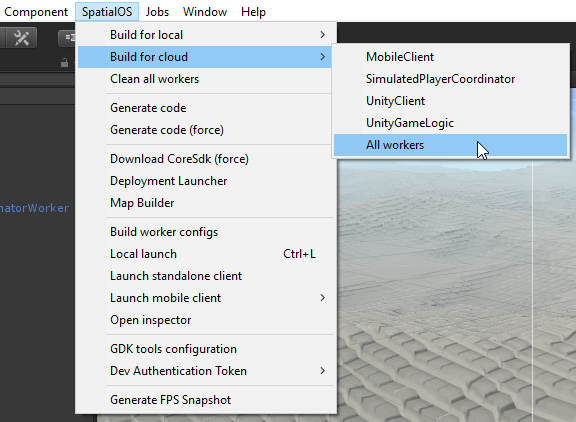 Component SpatialOS Jobs Window Help
Build for local
Build for cloud
Clean all workers
Generate code
Generate code (force)
Download CoreSdk (force)
Deployment Launcher
Map Builder
Build worker configs
Local launch Ctrl+L
Launch standalone client
Launch mobile client
Open inspector
GDK tools configuration
Dev Authentication Token
Generate FPS Snapshot
MobileClient
SimulatedPlayerCoordinator
UnityClient
UnityGameLogic
All workers
natorWorker